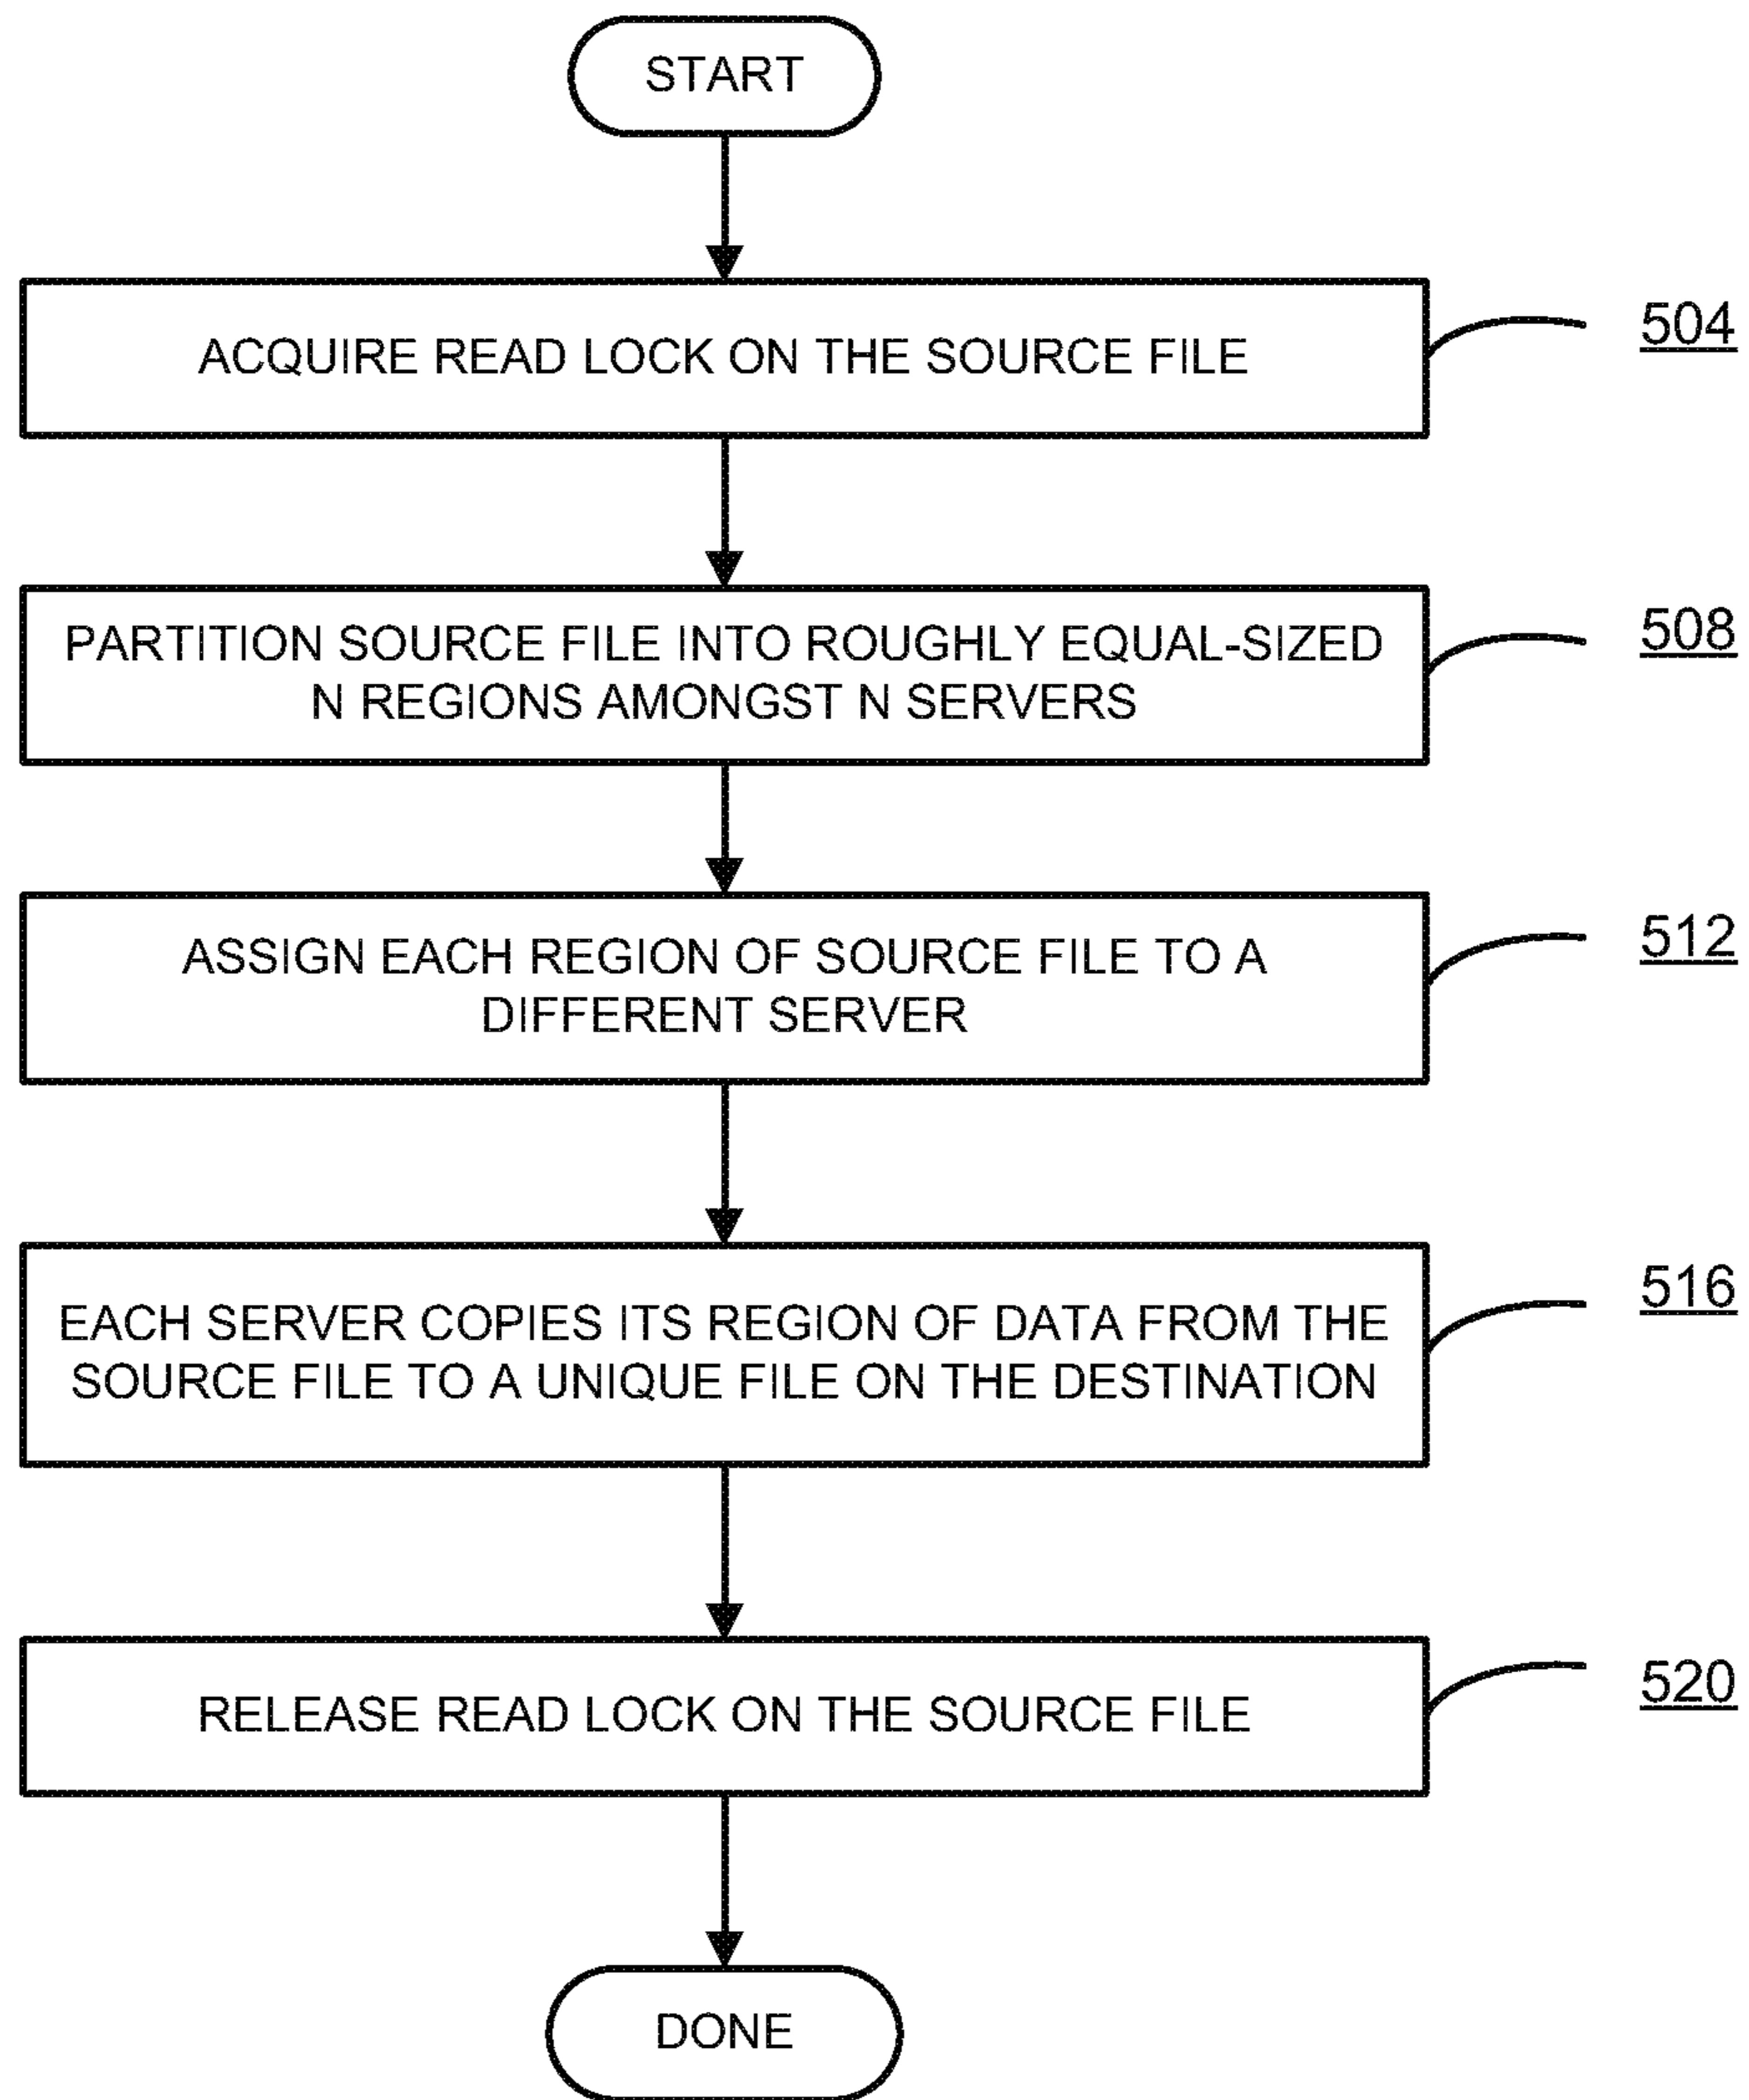 START
ACQUIRE READ LOCK ON THE SOURCE FILE
504
PARTITION SOURCE FILE INTO ROUGHLY EQUAL-SIZED
N REGIONS AMONGST N SERVERS
508
ASSIGN EACH REGION OF SOURCE FILE TO A
DIFFERENT SERVER
512
EACH SERVER COPIES ITS REGION OF DATA FROM THE
SOURCE FILE TO A UNIQUE FILE ON THE DESTINATION
516
RELEASE READ LOCK ON THE SOURCE FILE
520
DONE